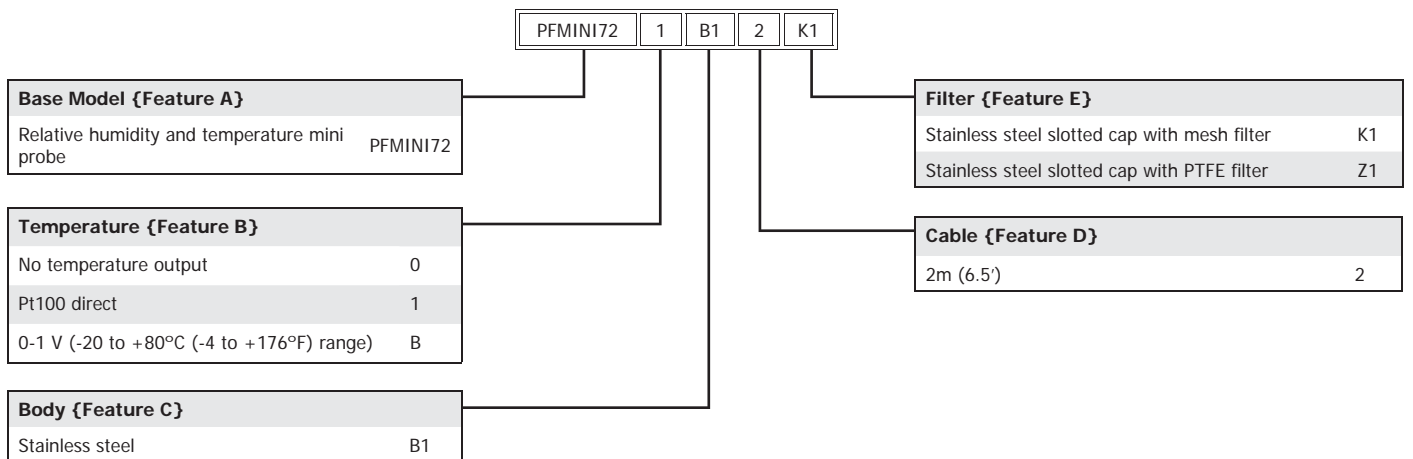 PFMINI72 1 B1 2 K1
Base Model {Feature A}
Relative humidity and temperature mini
probe PFMINI72
Temperature {Feature B}
No temperature output 0
Pt100 direct 1
0-1 V (-20 to +80ºC (-4 to +176ºF) range) B
Body {Feature C}
Stainless steel B1
Filter {Feature E}
Stainless steel slotted cap with mesh filter K1
Stainless steel slotted cap with PTFE filter Z1
Cable {Feature D}
2m (6.5′) 2